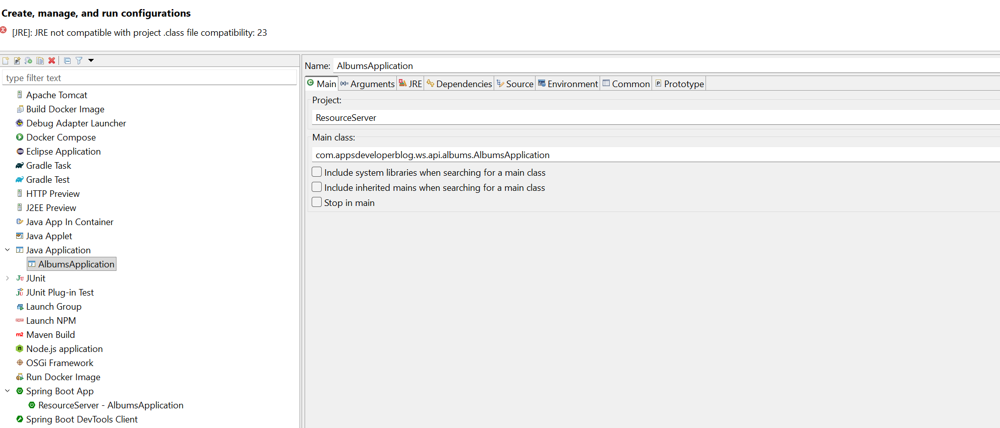 Create, manage, and run configurations
[JRE]: JRE not compatible with project .class file compatibility: 23
type filter text
Apache Tomcat
Build Docker Image
Debug Adapter Launcher
Docker Compose
Eclipse Application
Gradle Task
Gradle Test
HTTP Preview
J2EE Preview
Java App In Container
Java Applet
Java Application
AlbumsApplication
JUnit
JUnit Plug-in Test
Launch Group
Launch NPM
Maven Build
Node.js application
OSGi Framework
Run Docker Image
Spring Boot App
ResourceServer - AlbumsApplication
Spring Boot DevTools Client
Name: AlbumsApplication
Main Arguments JRE Dependencies Source Environment Common Prototype
Project:
ResourceServer
Main class:
com.appsdeveloperblog.ws.api.albums.AlbumsApplication
Include system libraries when searching for a main class
Include inherited mains when searching for a main class
Stop in main